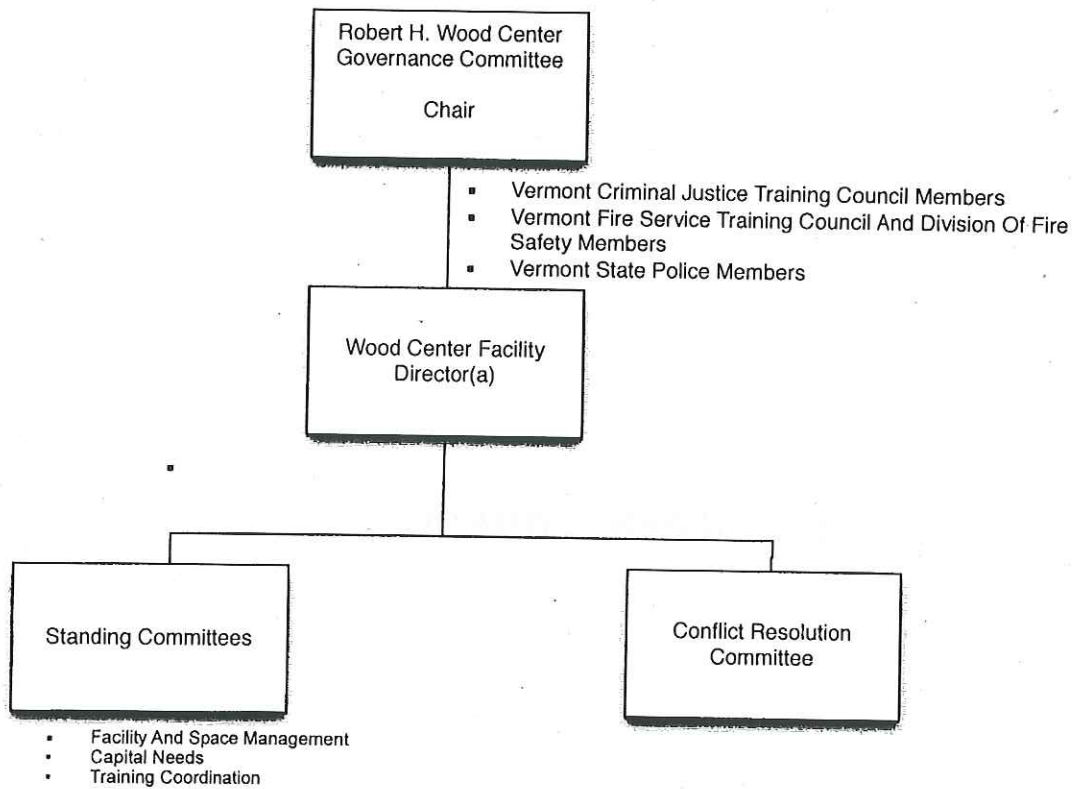 Robert H. Wood Center
Governance Committee
Chair
▪ Vermont Criminal Justice Training Council Members
▪ Vermont Fire Service Training Council And Division Of Fire
Safety Members
▪ Vermont State Police Members
Wood Center Facility
Director(a)
▪
Standing Committees
Conflict Resolution
Committee
▪ Facility And Space Management
▪ Capital Needs
▪ Training Coordination